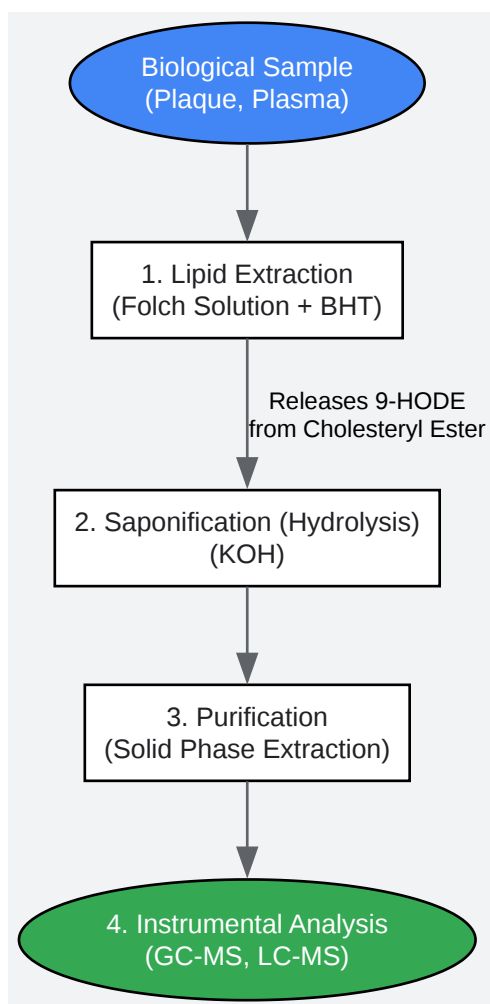 Biological Sample
(Plaque, Plasma)
1. Lipid Extraction
(Folch Solution + BHT)
Releases 9-HODE
from Cholesteryl Ester
2. Saponification (Hydrolysis)
(KOH)
3. Purification
(Solid Phase Extraction)
4. Instrumental Analysis
(GC-MS, LC-MS)